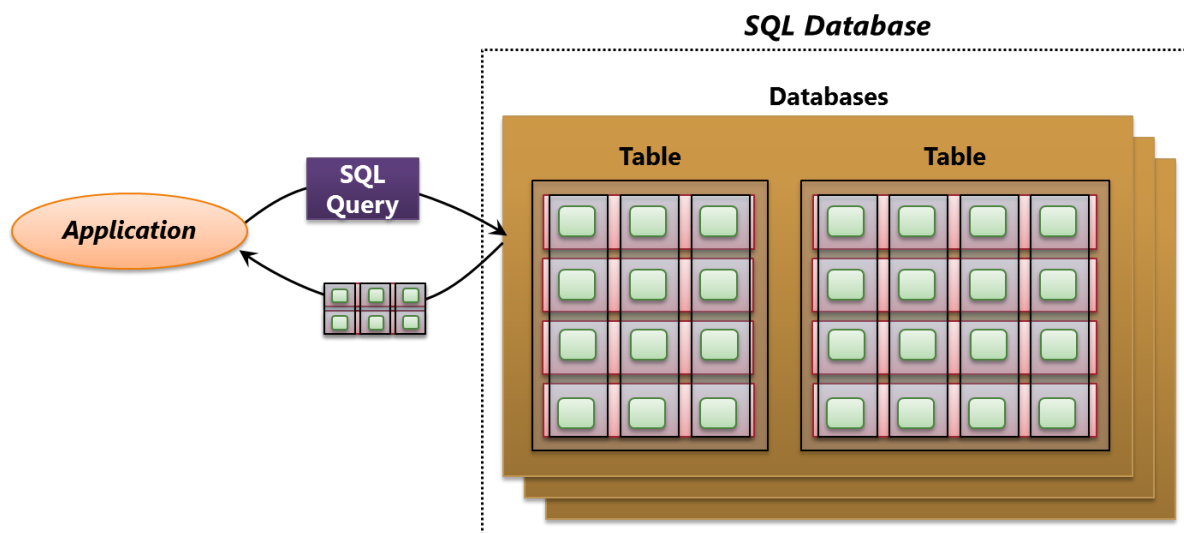 SQL Database
Databases
Table
Table
SQL
Query
Application